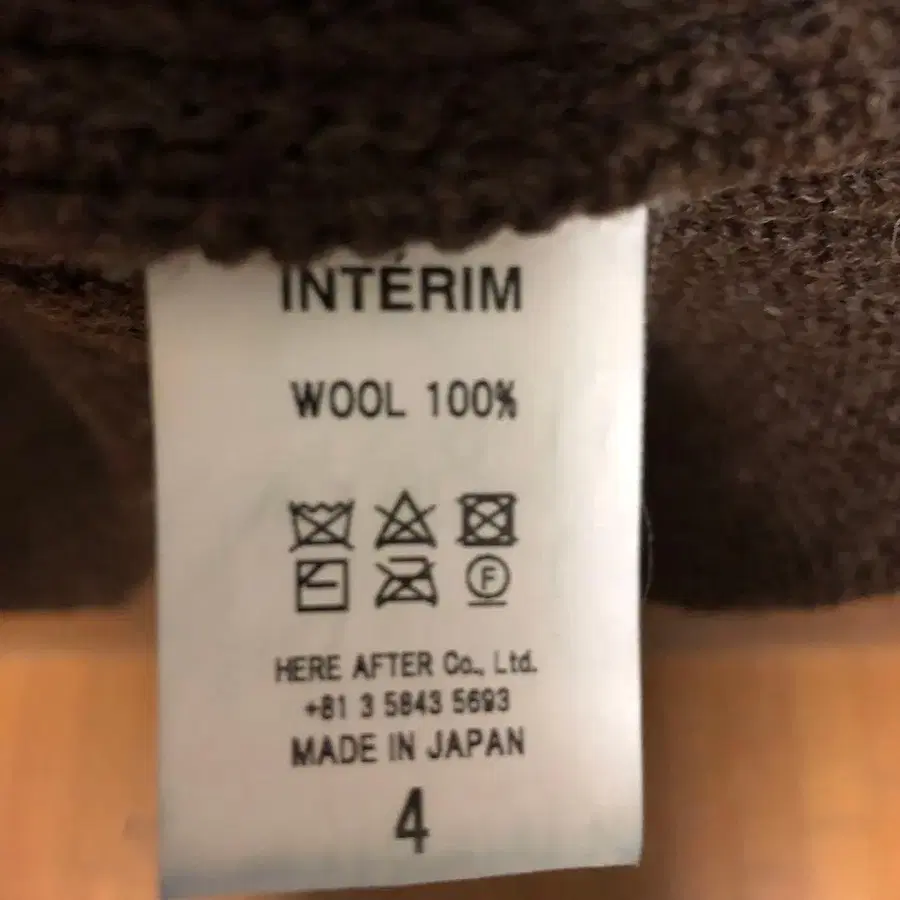 INTÉRIM
WOOL 100%
F
HERE AFTER Co., Ltd.
+81 3 5843 5693
MADE IN JAPAN
4